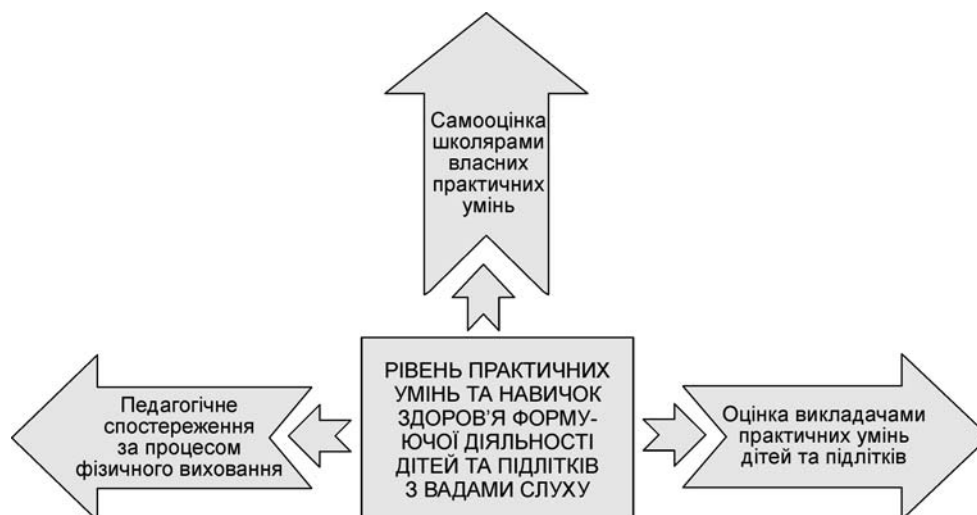 Самооцінка
школярами
власних
практичних
умінь
РІВЕНЬ ПРАКТИЧНИХ
УМІНЬ ТА НАВИЧОК
ЗДОРОВ’Я ФОРМУ-
ЮЧОЇ ДІЯЛЬНОСТІ
ДІТЕЙ ТА ПІДЛІТКІВ
З ВАДАМИ СЛУХУ
Педагогічне
спостереження
за процесом
фізичного виховання
Оцінка викладачами
практичних умінь
дітей та підлітків